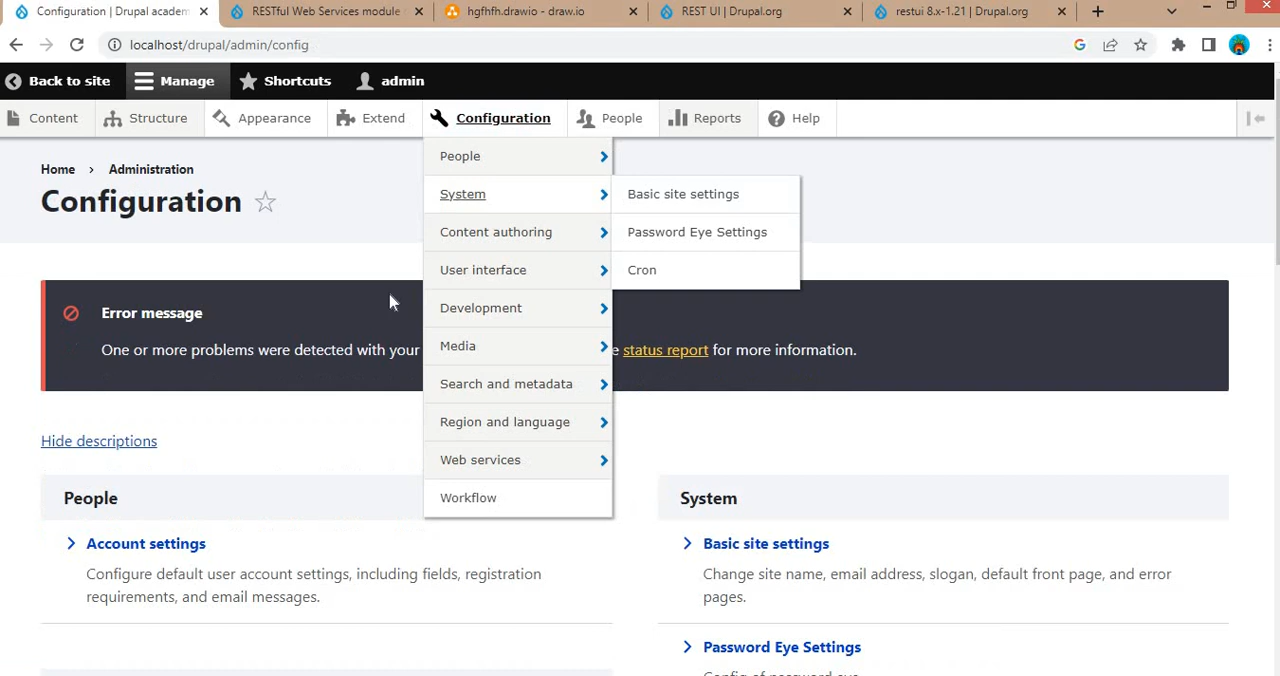 Configuration | Drupal academ
RESTful Web Services module
hgfhfh.drawio - draw.io
REST UI | Drupal.org
restui 8.x-1.21 | Drupal.org
localhost/drupal/admin/config
Back to site
Manage
Shortcuts
admin
Content
Structure
Appearance
Extend
Configuration
People
Reports
Help
Home > Administration
Configuration
People
System
Content authoring
User interface
Development
Media
Search and metadata
Region and language
Web services
Workflow
Basic site settings
Password Eye Settings
Cron
Error message
One or more problems were detected with your
status report for more information.
Hide descriptions
People
Account settings
Configure default user account settings, including fields, registration
requirements, and email messages.
System
Basic site settings
Change site name, email address, slogan, default front page, and error
pages.
Password Eye Settings